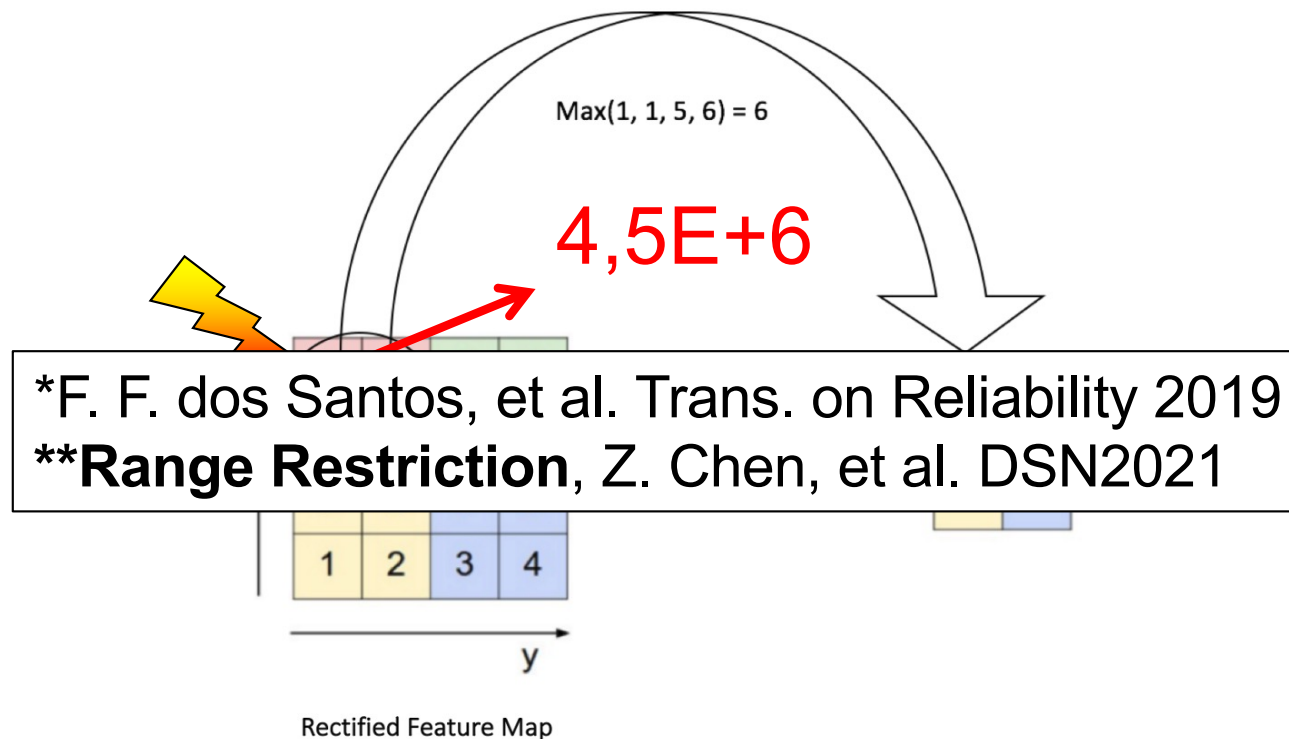 Max(1, 1, 5, 6) = 6
4,5E+6
*F. F. dos Santos, et al. Trans. on Reliability 2019
**Range Restriction, Z. Chen, et al. DSN2021
1 2 3 4
y
Rectified Feature Map